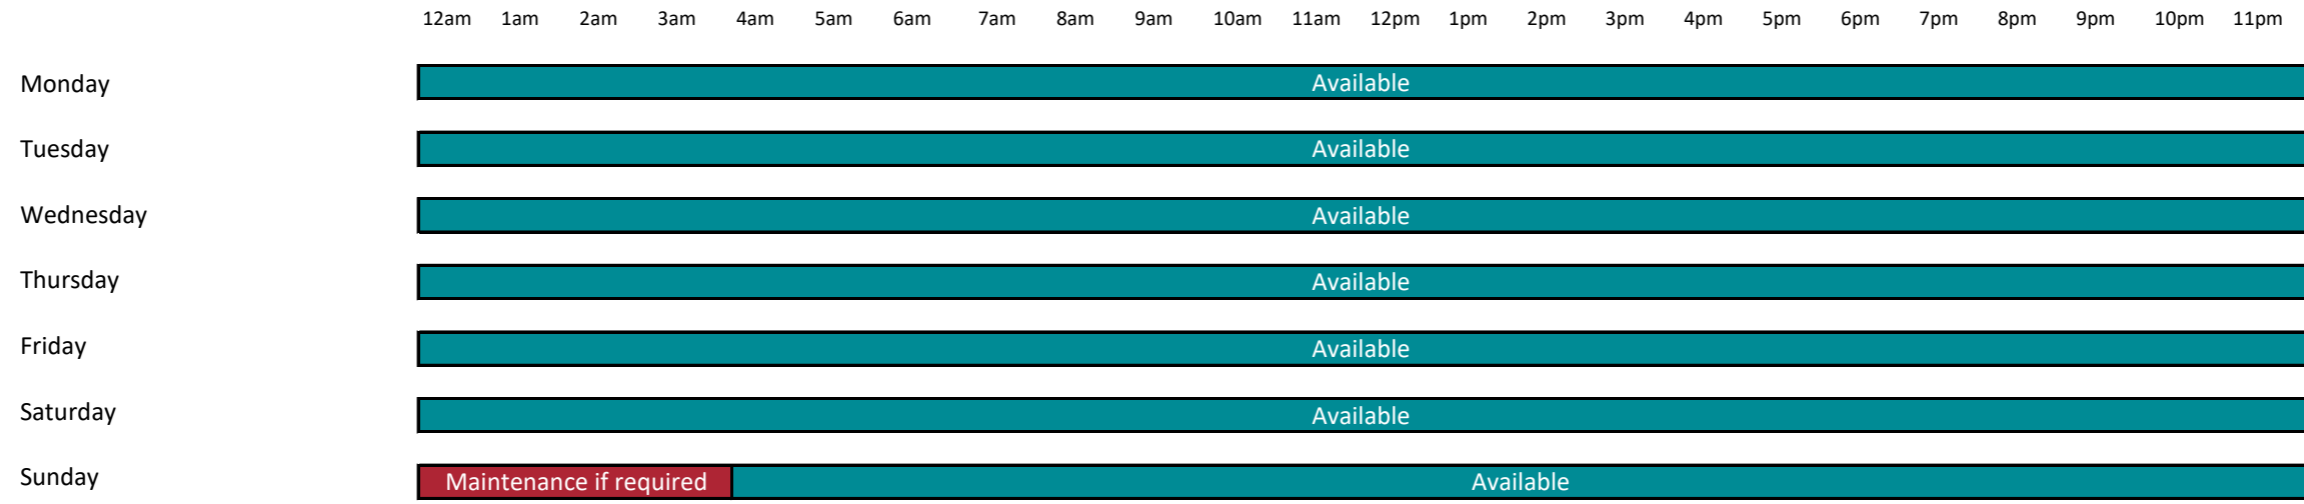 12am 1am 2am 3am 4am 5am 6am 7am 8am 9am 10am 11am 12pm 1pm 2pm 3pm 4pm 5pm 6pm 7pm 8pm 9pm 10pm 11pm
Monday Available
Tuesday Available
Wednesday Available
Thursday Available
Friday Available
Saturday Available
Sunday Maintenance if required Available